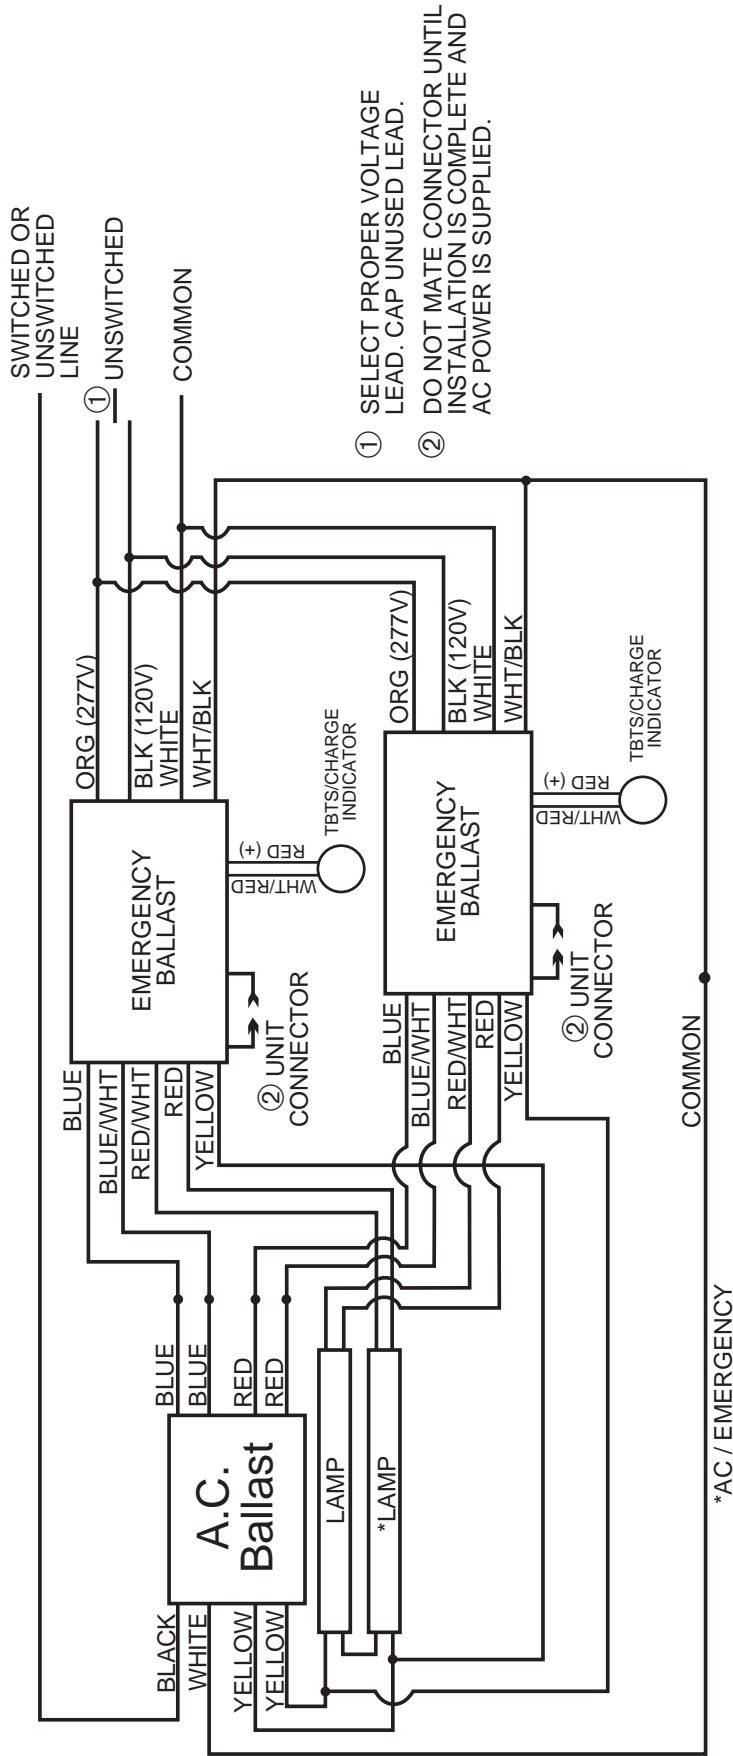 SWITCHED OR
UNSWITCHED
LINE
① UNSWITCHED
COMMON
ORG (277V)
BLK (120V)
WHITE
WHT/BLK
EMERGENCY
BALLAST
RED (+)
WHT/RED
TBTS/CHARGE
INDICATOR
② UNIT
CONNECTOR
BLUE
BLUE/WHT
RED/WHT
RED
YELLOW
ORG (277V)
BLK (120V)
WHITE
WHT/BLK
EMERGENCY
BALLAST
RED (+)
WHT/RED
TBTS/CHARGE
INDICATOR
② UNIT
CONNECTOR
BLUE
BLUE/WHT
RED/WHT
RED
YELLOW
BLUE
BLUE
RED
RED
A.C.
Ballast
BLACK
WHITE
YELLOW
YELLOW
LAMP
*LAMP
COMMON
*AC / EMERGENCY
① SELECT PROPER VOLTAGE
LEAD. CAP UNUSED LEAD.
② DO NOT MATE CONNECTOR UNTIL
INSTALLATION IS COMPLETE AND
AC POWER IS SUPPLIED.